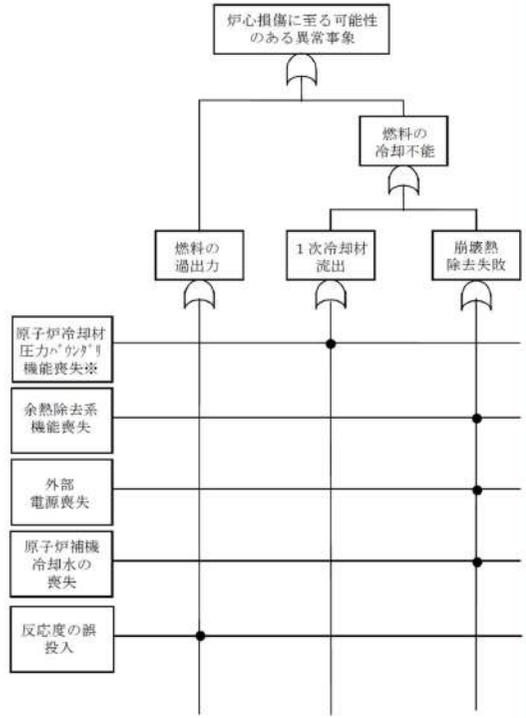 炉心損傷に至る可能性
のある異常事象
燃料の
冷却不能
燃料の
過出力
1次冷却材
流出
崩壊熱
除去失敗
原子炉冷却材
圧力ﾊﾞｳﾝﾀﾞﾘ
機能喪失※
余熱除去系
機能喪失
外部
電源喪失
原子炉補機
冷却水の
喪失
反応度の誤
投入